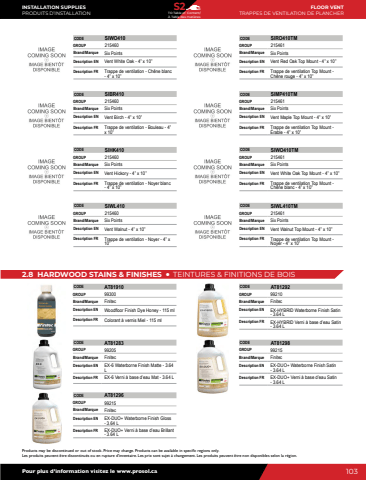 INSTALLATION SUPPLIES
PRODUITS D'INSTALLATION
S2
FLOOR VENT
TRAPPES DE VENTILATION DE PLANCHER
IMAGE
COMING SOON
IMAGE BIENTÔT
DISPONIBLE
CODE SIWO410
GROUP 215460
Brand/Marque Six Points
Description EN Vent White Oak - 4" x 10"
Description FR Trappe de ventilation - Chêne blanc
- 4" x 10"
IMAGE
COMING SOON
IMAGE BIENTÔT
DISPONIBLE
CODE SIRO410TM
GROUP 215461
Brand/Marque Six Points
Description EN Vent Red Oak Top Mount - 4" x 10"
Description FR Trappe de ventilation Top Mount -
Chêne rouge - 4" x 10"
IMAGE
COMING SOON
IMAGE BIENTÔT
DISPONIBLE
CODE SIBR410
GROUP 215460
Brand/Marque Six Points
Description EN Vent Birch - 4" x 10"
Description FR Trappe de ventilation - Bouleau - 4"
x 10"
IMAGE
COMING SOON
IMAGE BIENTÔT
DISPONIBLE
CODE SIMP410TM
GROUP 215461
Brand/Marque Six Points
Description EN Vent Maple Top Mount - 4" x 10"
Description FR Trappe de ventilation Top Mount -
Érable - 4" x 10"
IMAGE
COMING SOON
IMAGE BIENTÔT
DISPONIBLE
CODE SIHK410
GROUP 215460
Brand/Marque Six Points
Description EN Vent Hickory - 4" x 10"
Description FR Trappe de ventilation - Noyer blanc
- 4" x 10"
IMAGE
COMING SOON
IMAGE BIENTÔT
DISPONIBLE
CODE SIWO410TM
GROUP 215461
Brand/Marque Six Points
Description EN Vent White Oak Top Mount - 4" x 10"
Description FR Trappe de ventilation Top Mount -
Chêne blanc - 4" x 10"
IMAGE
COMING SOON
IMAGE BIENTÔT
DISPONIBLE
CODE SIWL410
GROUP 215460
Brand/Marque Six Points
Description EN Vent Walnut - 4" x 10"
Description FR Trappe de ventilation - Noyer - 4" x
10"
IMAGE
COMING SOON
IMAGE BIENTÔT
DISPONIBLE
CODE SIWL410TM
GROUP 215461
Brand/Marque Six Points
Description EN Vent Walnut Top Mount - 4" x 10"
Description FR Trappe de ventilation Top Mount -
Noyer - 4" x 10"
2.8 HARDWOOD STAINS & FINISHES • TEINTURES & FINITIONS DE BOIS
CODE AT81918
GROUP
Brand/Marque Finitec
Description EN Woodfloor Finish Dye Honey - 115 ml
Description FR Colorant à vernis Miel - 115 ml
CODE AT81292
GROUP 99210
Brand/Marque Finitec
Description EN EX-HYBRID Waterborne Finish Satin
- 3.64 L
Description FR EX-HYBRID Verni à base d'eau Satin
- 3.64 L
CODE AT81283
GROUP 99205
Brand/Marque Finitec
Description EN EX-E Waterborne Finish Matte - 3.64
L
Description FR EX-E Verni à base d'eau Mat - 3.64 L
CODE AT81298
GROUP 99215
Brand/Marque Finitec
Description EN EX-DUO+ Waterborne Finish Satin
- 3.64 L
Description FR EX-DUO+ Verni à base d'eau Satin
- 3.64 L
CODE
GROUP 99215
Brand/Marque Finitec
Description EN EX-DUO+ Waterborne Finish Gloss
- 3.64 L
Description FR EX-DUO+ Verni à base d'eau Brillant
- 3.64 L
Products may be discontinued or out of stock. Price may change. Products can be available in specific regions only.
Les produits peuvent être discontinués ou en rupture d'inventaire. Les prix sont sujet à changement. Les produits peuvent être non disponibles selon la région.
Pour plus d'information visitez le www.prosol.ca
103